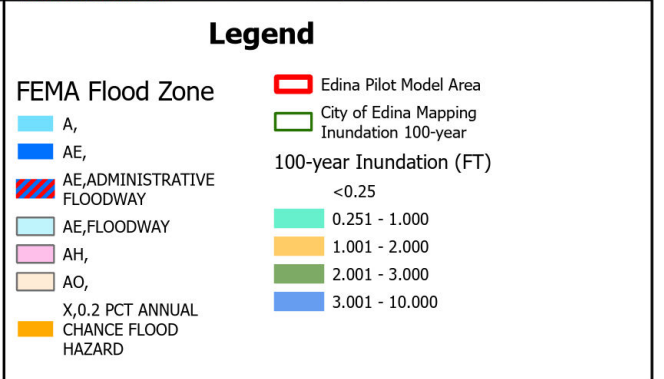 Legend
FEMA Flood Zone
A,
AE,
AE,ADMINISTRATIVE
FLOODWAY
AE,FLOODWAY
AH,
AO,
X,0.2 PCT ANNUAL
CHANCE FLOOD
HAZARD
Edina Pilot Model Area
City of Edina Mapping
Inundation 100-year
100-year Inundation (FT)
<0.25
0.251 - 1.000
1.001 - 2.000
2.001 - 3.000
3.001 - 10.000